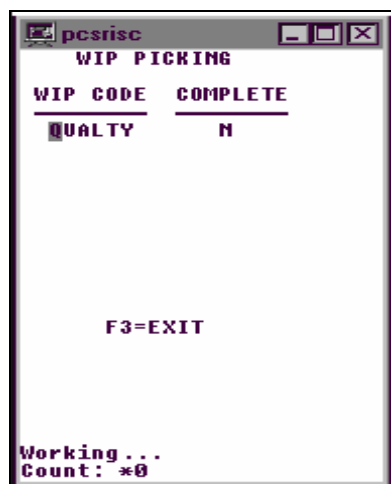 pcsrisc
WIP PICKING
WIP CODE COMPLETE
QUALTY N
F3=EXIT
Working...
Count: *0